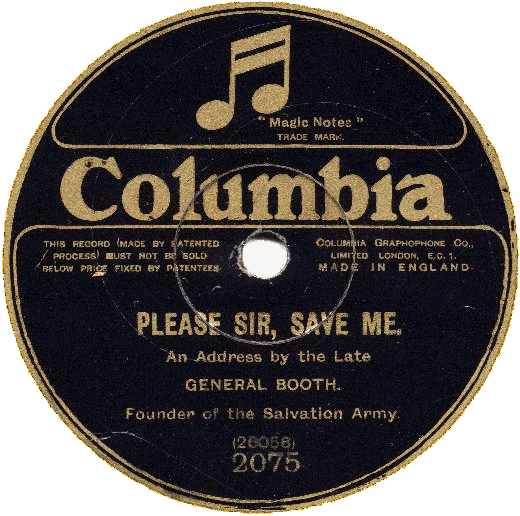 "Magic Notes"
TRADE MARK.
Columbia
THIS RECORD (MADE BY PATENTED
PROCESS) MUST NOT BE SOLD
BELOW PRICE FIXED BY PATENTEES.
COLUMBIA GRAPHOPHONE CO.,
LIMITED LONDON, E.C. 1.
MADE IN ENGLAND.
PLEASE SIR, SAVE ME.
An Address by the Late
GENERAL BOOTH.
Founder of the Salvation Army.
(26058)
2075